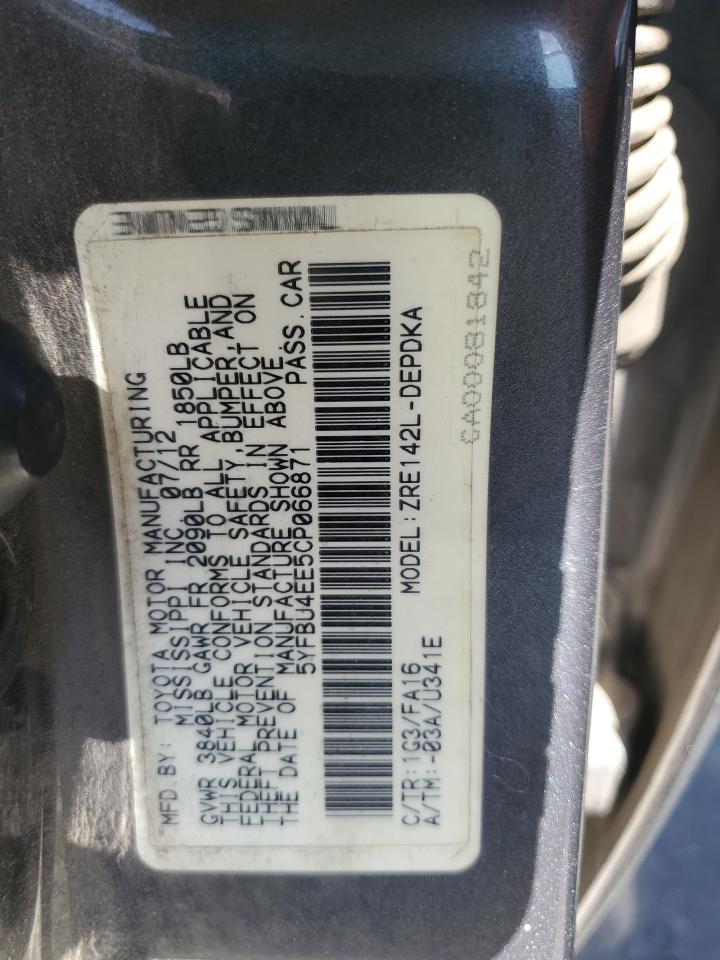 MFD. BY: TOYOTA MOTOR MANUFACTURING
MISSISSIPPI INC. 07/12
GVWR 3840LB GAWR FR 2090LB RR 1850LB
THIS VEHICLE CONFORMS TO ALL APPLICABLE
FEDERAL MOTOR VEHICLE SAFETY, BUMPER, AND
THEFT PREVENTION STANDARDS IN EFFECT ON
THE DATE OF MANUFACTURE SHOWN ABOVE.
5YFBU4EE5CP066871 PASS. CAR
C/TR: 1G3/FA16 MODEL: ZRE142L-DEPDKA
A/TM: -03A/U341E
CA00081842